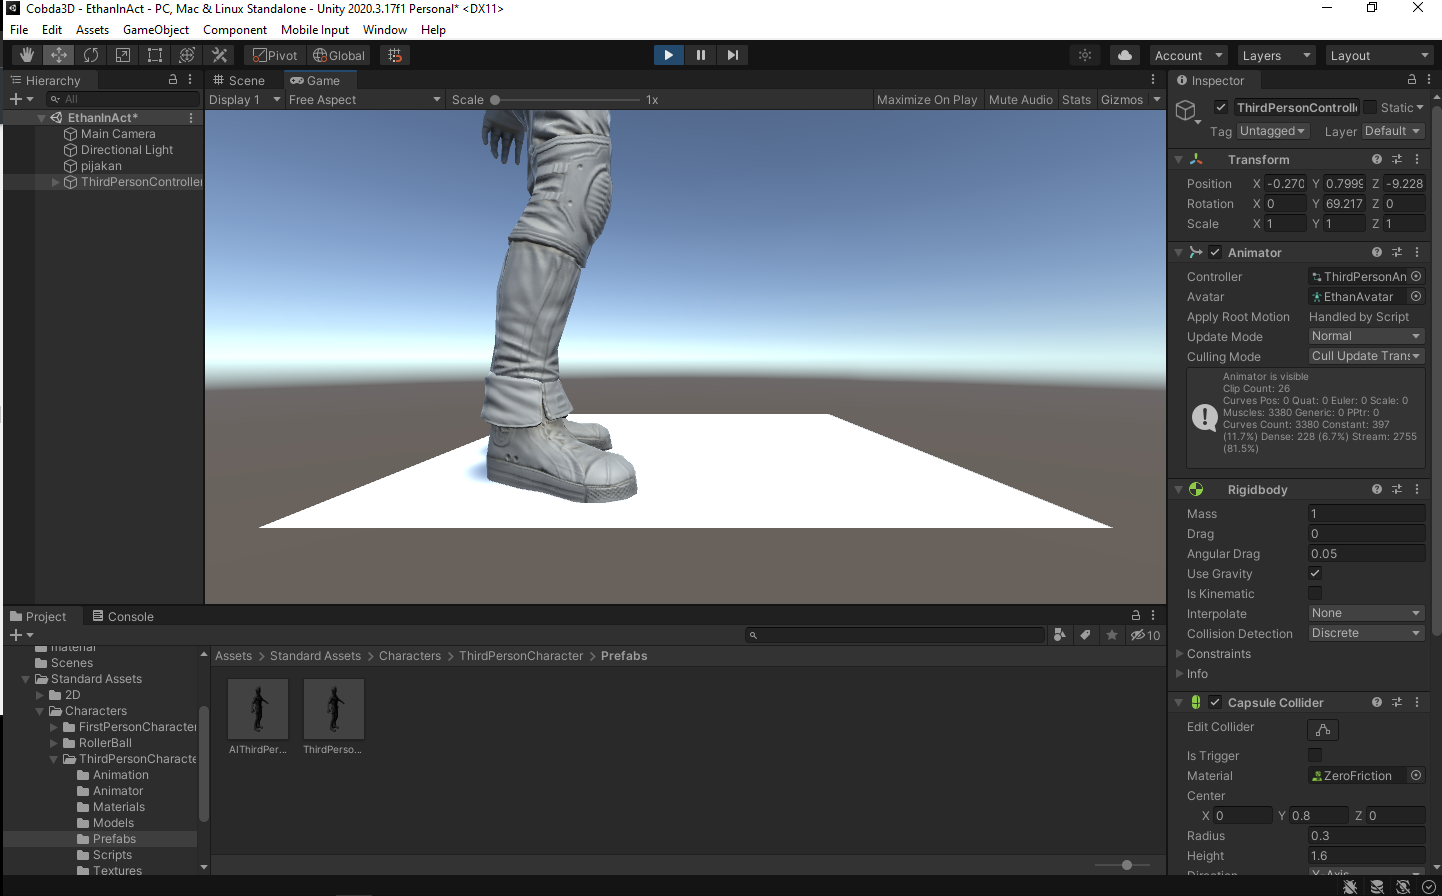 Cobda3D - EthanInAct - PC, Mac & Linux Standalone - Unity 2020.3.17f1 Personal* <DX11>
File Edit Assets GameObject Component Mobile Input Window Help
Pivot Global Account Layers Layout
Hierarchy
All
EthanInAct*
Main Camera
Directional Light
pijakan
ThirdPersonController
Scene Game
Display 1 Free Aspect Scale 1x Maximize On Play Mute Audio Stats Gizmos
Inspector
ThirdPersonControll Static
Tag Untagged Layer Default
Transform
Position X -0.270 Y 0.7999 Z -9.228
Rotation X 0 Y 69.217 Z 0
Scale X 1 Y 1 Z 1
Animator
Controller ThirdPersonAn
Avatar EthanAvatar
Apply Root Motion Handled by Script
Update Mode Normal
Culling Mode Cull Update Trans
Animator is visible
Clip Count: 26
Curves Pos: 0 Quat: 0 Euler: 0 Scale: 0
Muscles: 3380 Generic: 0 PPtr: 0
Curves Count: 3380 Constant: 397
(11.7%) Dense: 228 (6.7%) Stream: 2755
(81.5%)
Rigidbody
Mass 1
Drag 0
Angular Drag 0.05
Use Gravity
Is Kinematic
Interpolate None
Collision Detection Discrete
Constraints
Info
Capsule Collider
Edit Collider
Is Trigger
Material ZeroFriction
Center
X 0 Y 0.8 Z 0
Radius 0.3
Height 1.6
Direction Y-Axis
Project Console
10
material
Scenes
Standard Assets
2D
Characters
FirstPersonCharacter
RollerBall
ThirdPersonCharacte
Animation
Animator
Materials
Models
Prefabs
Scripts
Textures
Assets > Standard Assets > Characters > ThirdPersonCharacter > Prefabs
AIThirdPer... ThirdPerso...